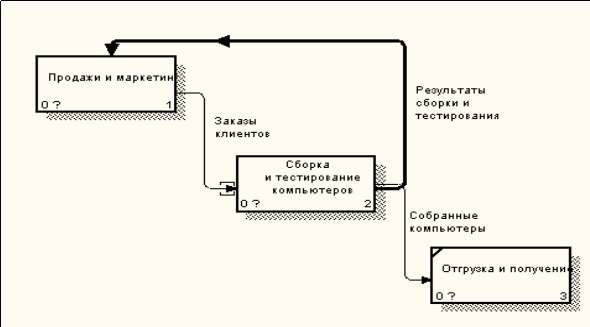 Продажи и маркетин
0 ?
1
Результаты
сборки и
тестирования
Заказы
клиентов
Сборка
и тестирование
компьютеров
0 ?
2
Собранные
компьютеры
Отгрузка и получени
0 ?
3